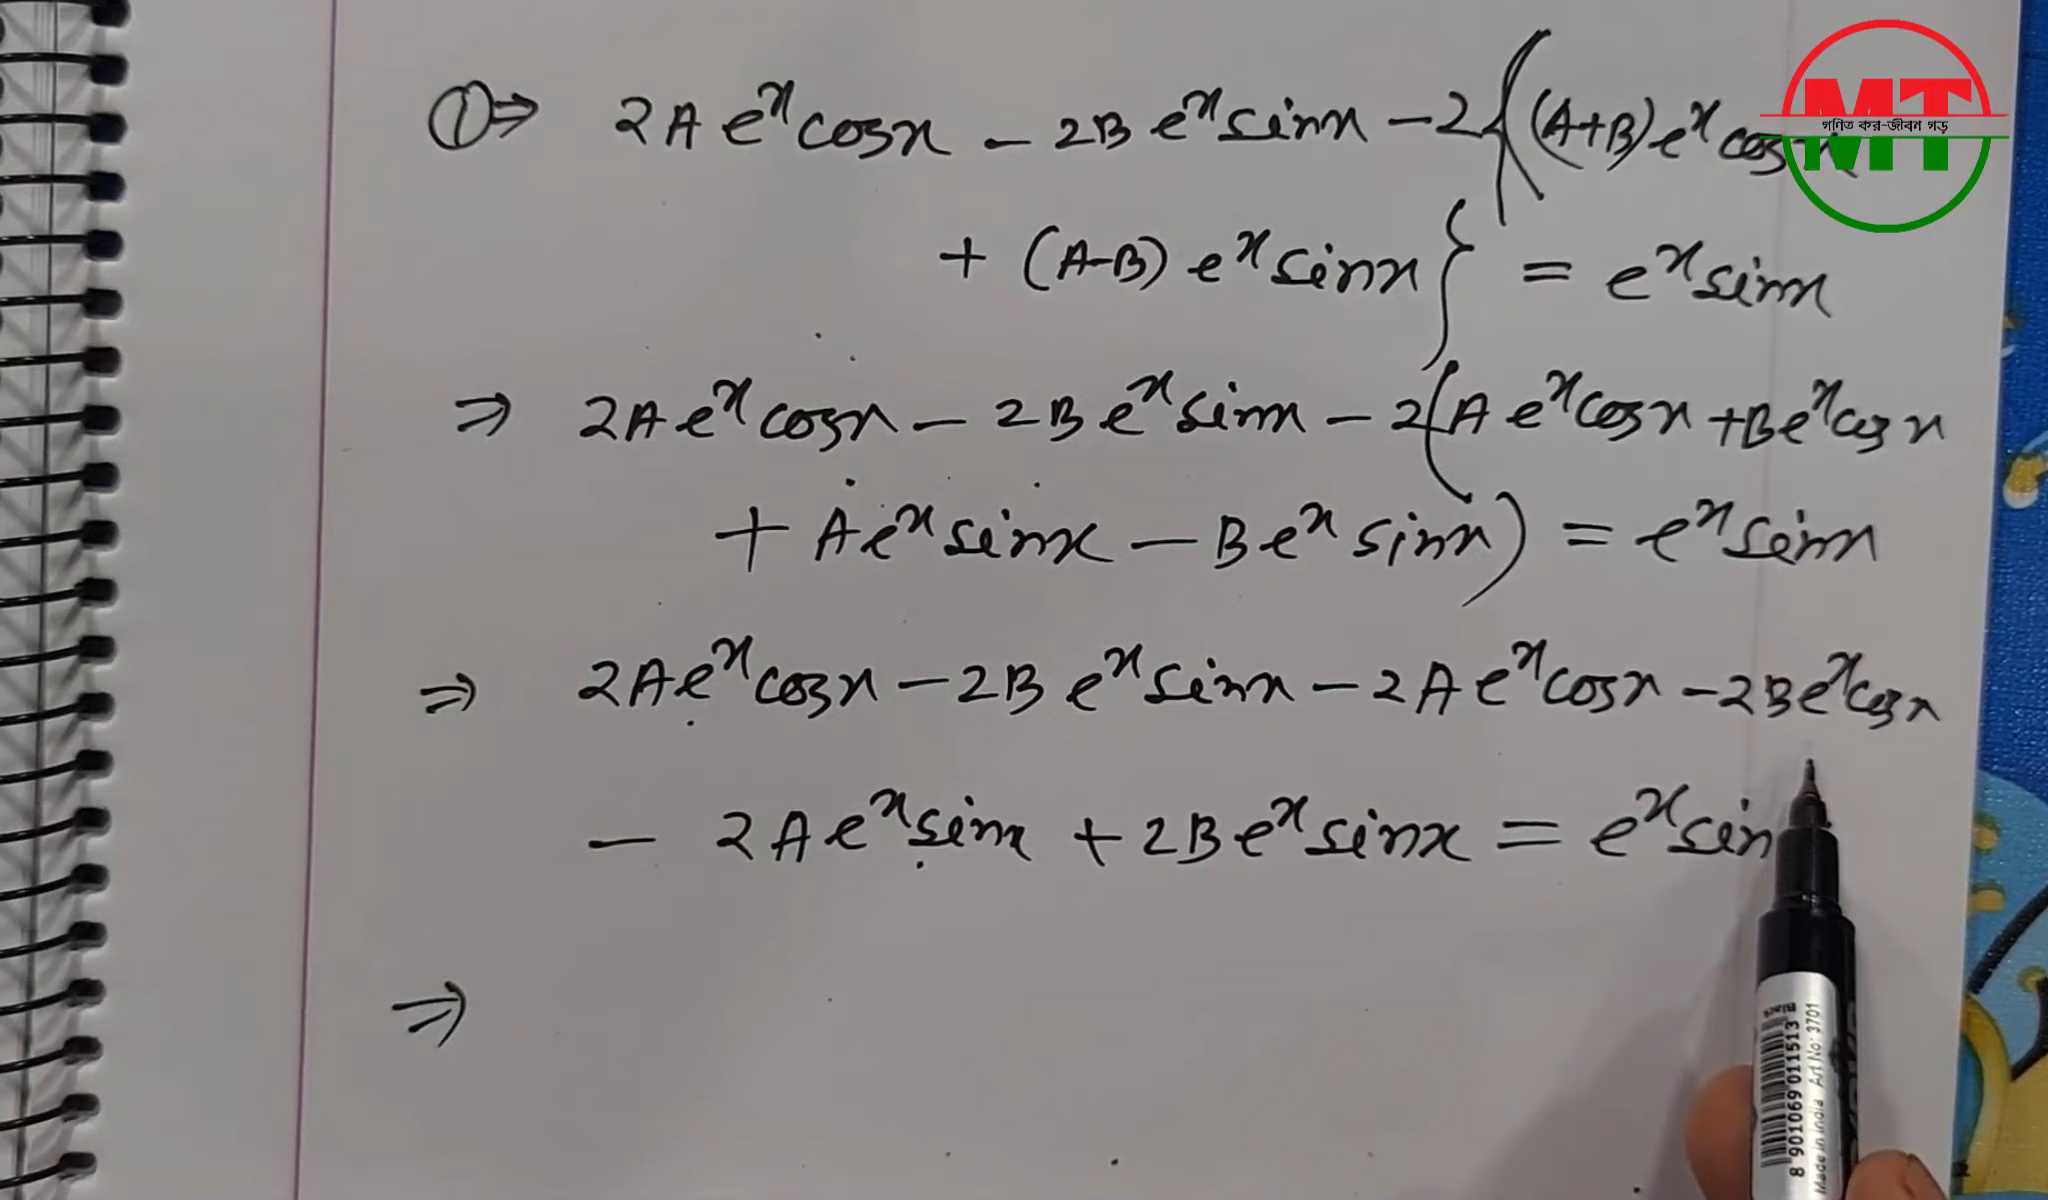 ① ⇒ 2A eˣ cosx - 2B eˣ sinx - 2{(A+B)eˣ cosx
MT
গণিত কর-জীবন গড়
+ (A-B) eˣ sinx} = eˣ sinx
⇒ 2A eˣ cosx - 2B eˣ sinx - 2(A eˣ cosx + B eˣ cosx
+ A eˣ sinx - B eˣ sinx) = eˣ sinx
⇒ 2A eˣ cosx - 2B eˣ sinx - 2A eˣ cosx - 2B eˣ cosx
- 2A eˣ sinx + 2B eˣ sinx = eˣ sin
⇒
8 901069 011513
Made in India Art No: 3701